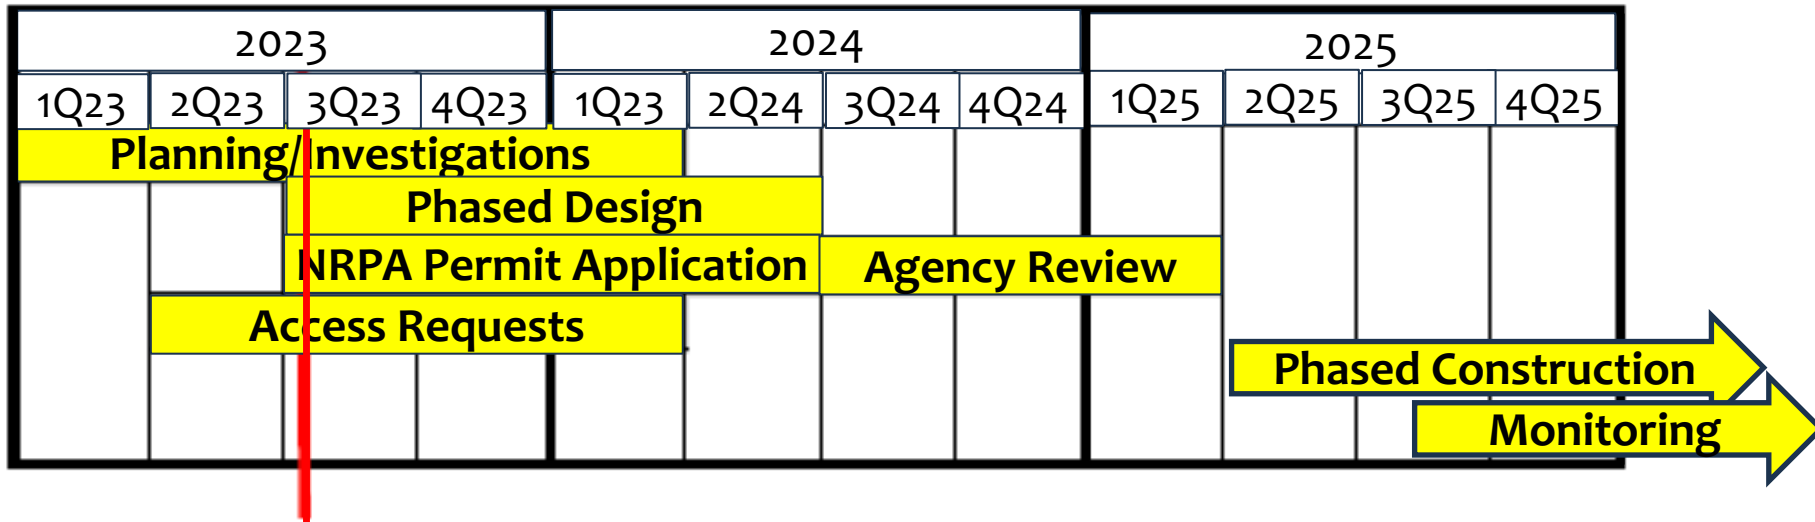 2023 2024 2025
1Q23 2Q23 3Q23 4Q23 1Q23 2Q24 3Q24 4Q24 1Q25 2Q25 3Q25 4Q25
Planning/Investigations
Phased Design
NRPA Permit Application Agency Review
Access Requests
Phased Construction
Monitoring